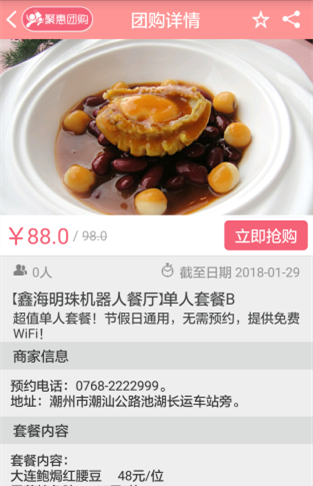 聚惠团购
团购详情
￥88.0 / 98.0
立即抢购
0人
截至日期 2018-01-29
【鑫海明珠机器人餐厅】单人套餐B
超值单人套餐！节假日通用，无需预约，提供免费
WiFi！
商家信息
预约电话：0768-2222999。
地址：潮州市潮汕公路池湖长运车站旁。
套餐内容
套餐内容：
大连鲍焗红腰豆 48元/位